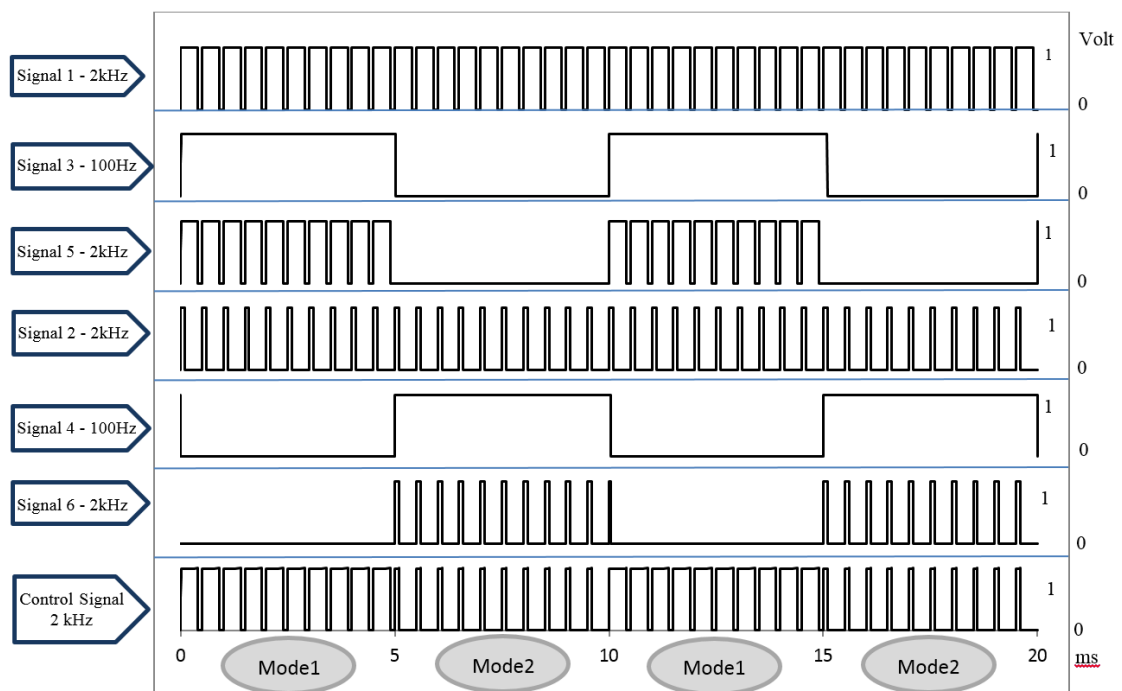 Volt
Signal 1 - 2kHz
1
0
Signal 3 - 100Hz
1
0
Signal 5 - 2kHz
1
0
Signal 2 - 2kHz
1
0
Signal 4 - 100Hz
1
0
Signal 6 - 2kHz
1
0
Control Signal
2 kHz
1
0
0 5 10 15 20 ms
Mode1 Mode2 Mode1 Mode2